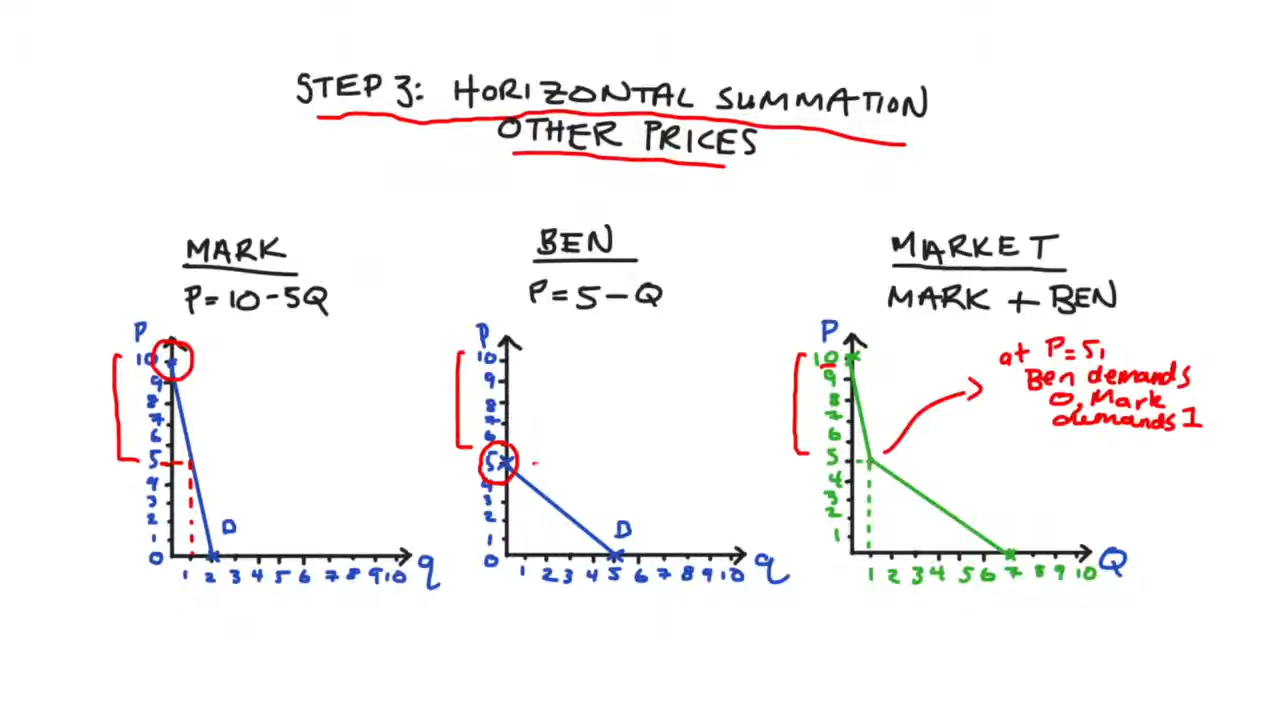 STEP 3: HORIZONTAL SUMMATION
OTHER PRICES
MARK
P = 10 - 5Q
P
10
9
8
7
6
5
4
3
2
1
0
D
1 2 3 4 5 6 7 8 9 10
q
BEN
P = 5 - Q
P
10
9
8
7
6
5
4
3
2
1
0
D
1 2 3 4 5 6 7 8 9 10
q
MARKET
MARK + BEN
P
10
9
8
7
6
5
4
3
2
1
1 2 3 4 5 6 7 8 9 10
Q
at P = 5,
Ben demands
0, Mark
demands 1